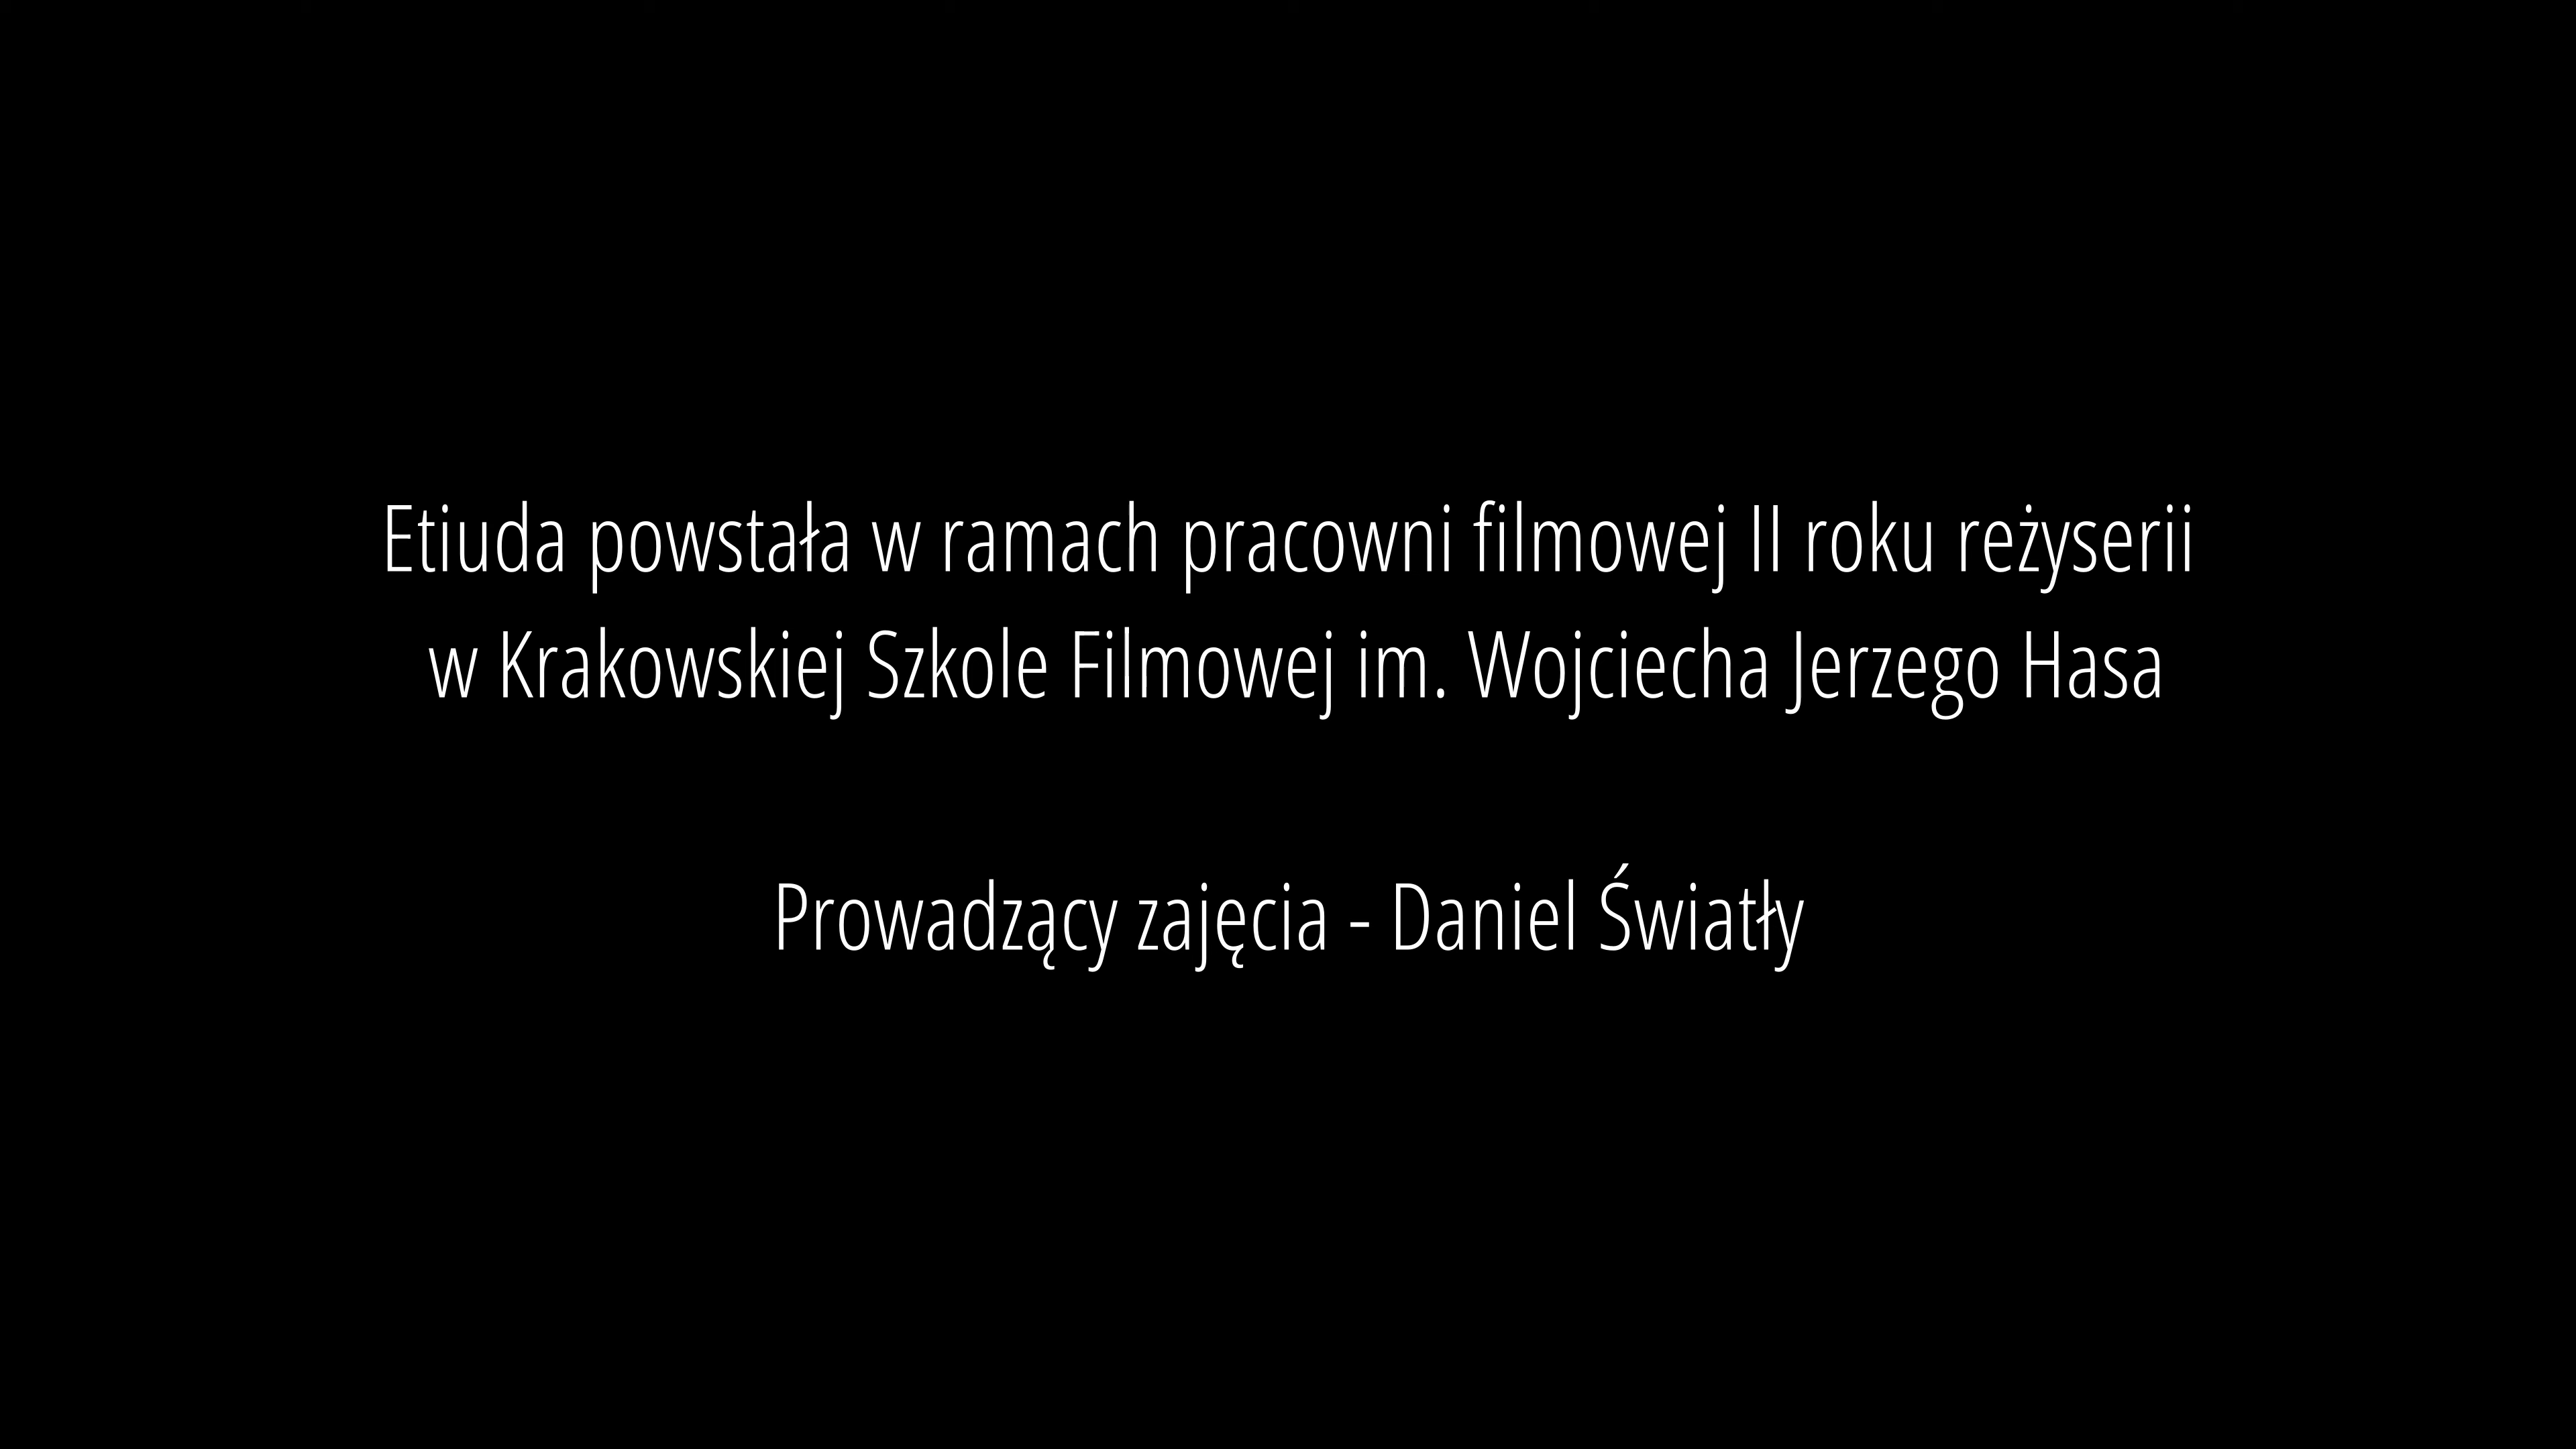 Etiuda powstała w ramach pracowni filmowej II roku reżyserii
w Krakowskiej Szkole Filmowej im. Wojciecha Jerzego Hasa
Prowadzący zajęcia - Daniel Światły